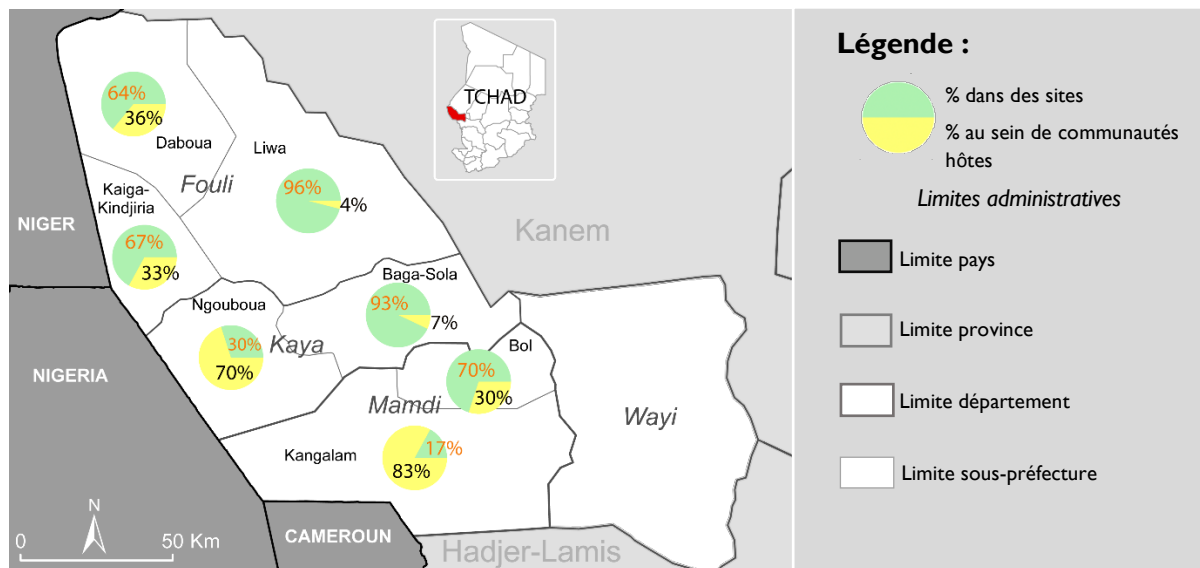 TCHAD
64%
36%
Daboua
Liwa
Fouli
96%
4%
Kaiga-
Kindjiria
NIGER
67%
33%
Kanem
Ngouboua
Baga-Sola
93%
7%
30%
70%
Kaya
Bol
70%
30%
NIGERIA
Mamdi
Wayi
Kangalam
17%
83%
N
0
50 Km
CAMEROUN
Hadjer-Lamis
Légende :
% dans des sites
% au sein de communautés
hôtes
Limites administratives
Limite pays
Limite province
Limite département
Limite sous-préfecture